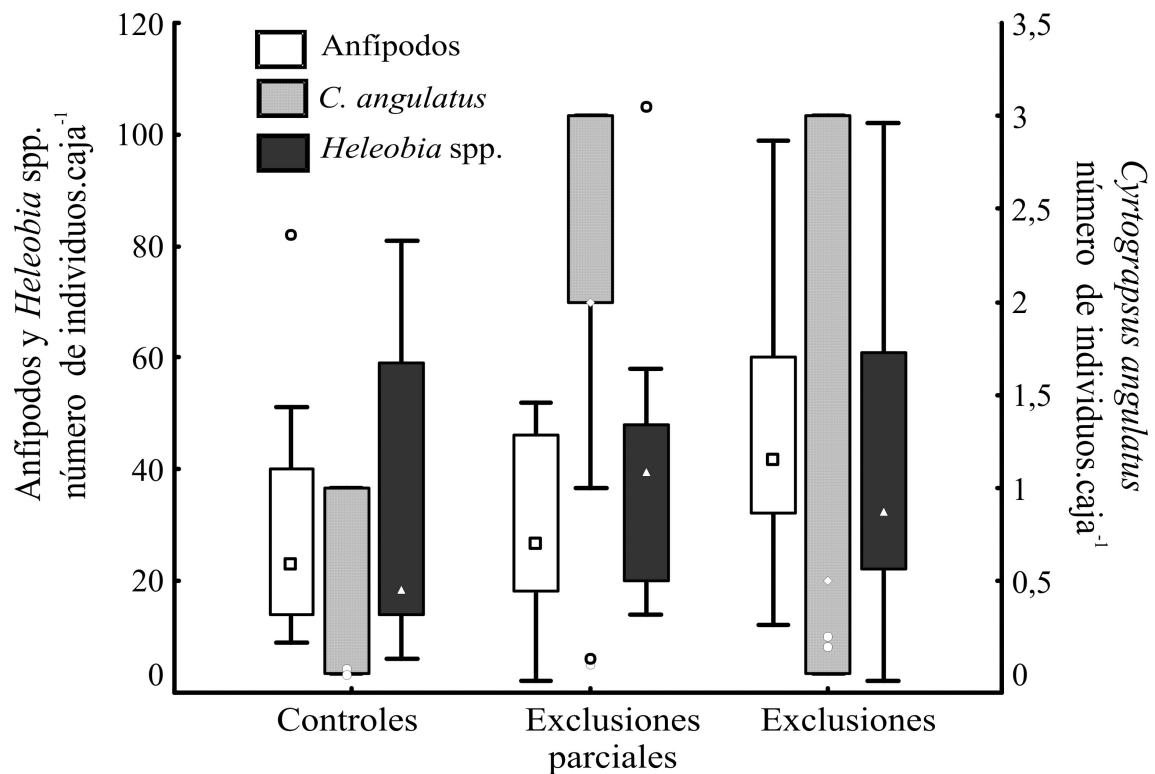 120
100
80
60
40
20
0
Anfípodos y Heleobia spp.
número de individuos.caja-1
Anfípodos
C. angulatus
Heleobia spp.
3,5
3
2,5
2
1,5
1
0,5
0
Cyrtograpsus angulatus
número de individuos.caja-1
Controles
Exclusiones
parciales
Exclusiones